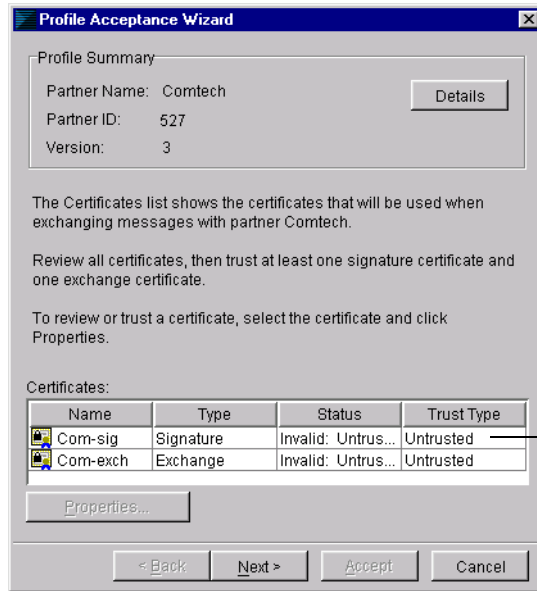 Profile Acceptance Wizard
Profile Summary
Partner Name: Comtech
Details
Partner ID: 527
Version: 3
The Certificates list shows the certificates that will be used when
exchanging messages with partner Comtech.
Review all certificates, then trust at least one signature certificate and
one exchange certificate.
To review or trust a certificate, select the certificate and click
Properties.
Certificates:
Name Type Status Trust Type
Com-sig Signature Invalid: Untrus... Untrusted
Com-exch Exchange Invalid: Untrus... Untrusted
Properties...
< Back Next > Accept Cancel